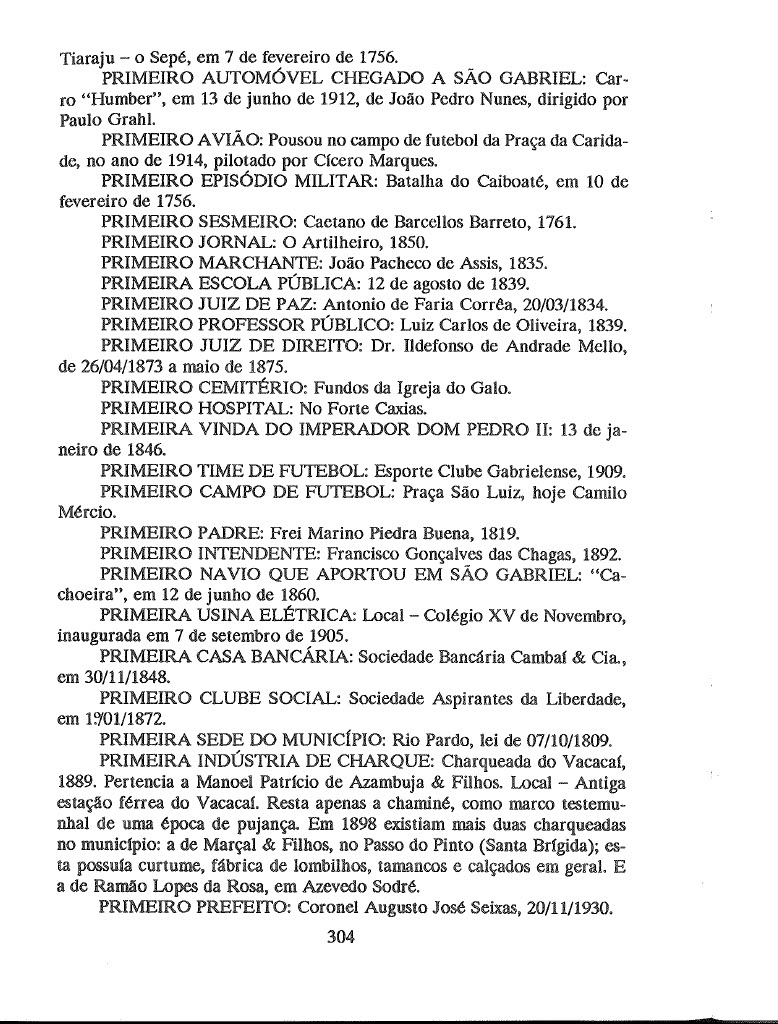 Tiaraju – o Sepé, em 7 de fevereiro de 1756.
PRIMEIRO AUTOMÓVEL CHEGADO A SÃO GABRIEL: Car-
ro “Humber”, em 13 de junho de 1912, de João Pedro Nunes, dirigido por
Paulo Grahl.
PRIMEIRO AVIÃO: Pousou no campo de futebol da Praça da Carida-
de, no ano de 1914, pilotado por Cícero Marques.
PRIMEIRO EPISÓDIO MILITAR: Batalha do Caiboaté, em 10 de
fevereiro de 1756.
PRIMEIRO SESMEIRO: Caetano de Barcellos Barreto, 1761.
PRIMEIRO JORNAL: O Artilheiro, 1850.
PRIMEIRO MARCHANTE: João Pacheco de Assis, 1835.
PRIMEIRA ESCOLA PÚBLICA: 12 de agosto de 1839.
PRIMEIRO JUIZ DE PAZ: Antonio de Faria Corrêa, 20/03/1834.
PRIMEIRO PROFESSOR PÚBLICO: Luiz Carlos de Oliveira, 1839.
PRIMEIRO JUIZ DE DIREITO: Dr. Ildefonso de Andrade Mello,
de 26/04/1873 a maio de 1875.
PRIMEIRO CEMITÉRIO: Fundos da Igreja do Galo.
PRIMEIRO HOSPITAL: No Forte Caxias.
PRIMEIRA VINDA DO IMPERADOR DOM PEDRO II: 13 de ja-
neiro de 1846.
PRIMEIRO TIME DE FUTEBOL: Esporte Clube Gabrielense, 1909.
PRIMEIRO CAMPO DE FUTEBOL: Praça São Luiz, hoje Camilo
Mércio.
PRIMEIRO PADRE: Frei Marino Piedra Buena, 1819.
PRIMEIRO INTENDENTE: Francisco Gonçalves das Chagas, 1892.
PRIMEIRO NAVIO QUE APORTOU EM SÃO GABRIEL: “Ca-
choeira”, em 12 de junho de 1860.
PRIMEIRA USINA ELÉTRICA: Local – Colégio XV de Novembro,
inaugurada em 7 de setembro de 1905.
PRIMEIRA CASA BANCÁRIA: Sociedade Bancária Cambaí & Cia.,
em 30/11/1848.
PRIMEIRO CLUBE SOCIAL: Sociedade Aspirantes da Liberdade,
em 1º/01/1872.
PRIMEIRA SEDE DO MUNICÍPIO: Rio Pardo, lei de 07/10/1809.
PRIMEIRA INDÚSTRIA DE CHARQUE: Charqueada do Vacacaí,
1889. Pertencia a Manoel Patrício de Azambuja & Filhos. Local – Antiga
estação férrea do Vacacaí. Resta apenas a chaminé, como marco testemu-
nhal de uma época de pujança. Em 1898 existiam mais duas charqueadas
no município: a de Marçal & Filhos, no Passo do Pinto (Santa Brígida); es-
ta possuía curtume, fábrica de lombilhos, tamancos e calçados em geral. E
a de Ramão Lopes da Rosa, em Azevedo Sodré.
PRIMEIRO PREFEITO: Coronel Augusto José Seixas, 20/11/1930.
304